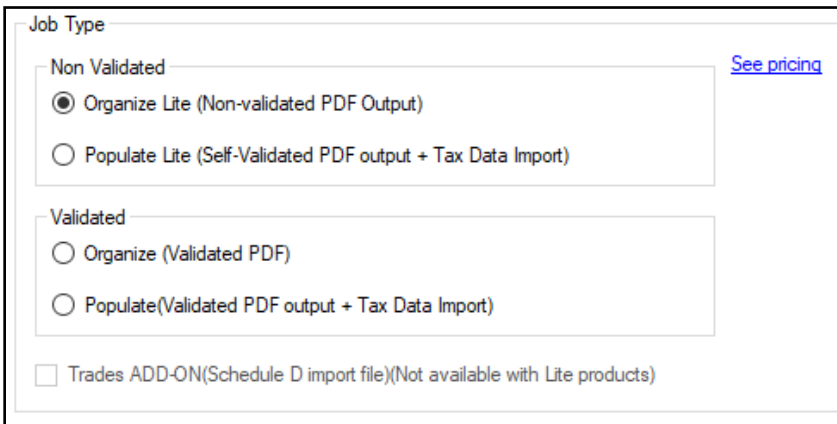 Job Type
Non Validated
See pricing
Organize Lite (Non-validated PDF Output)
Populate Lite (Self-Validated PDF output + Tax Data Import)
Validated
Organize (Validated PDF)
Populate(Validated PDF output + Tax Data Import)
Trades ADD-ON(Schedule D import file)(Not available with Lite products)